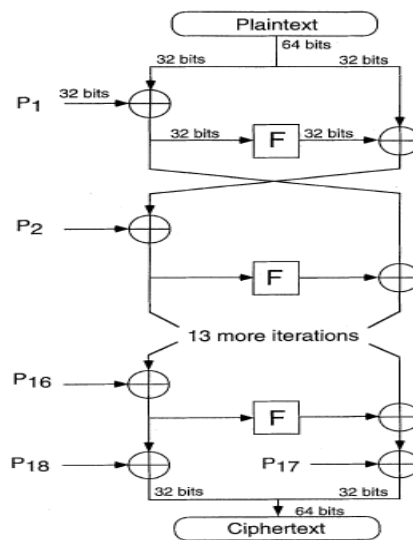 Plaintext
64 bits
32 bits 32 bits
P1 32 bits
32 bits F 32 bits
P2
F
13 more iterations
P16
F
P18 P17
32 bits 32 bits
64 bits
Ciphertext